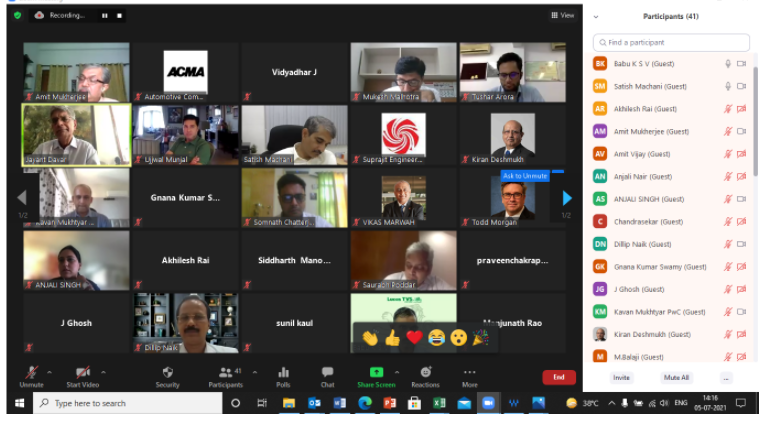 Recording...
View
Amit Mukherjee
ACMA
Automotive Com...
Vidyadhar J
Mukesh Malhotra
Tushar Arora
Jayant Davar
Ujjwal Munjal
Satish Machani
Suprajit Engineer...
Kiran Deshmukh
Ask to Unmute
1/2
Kavan Mukhtyar ...
Gnana Kumar S...
Somnath Chatter...
VIKAS MARWAH
Todd Morgan
1/2
ANJALI SINGH
Akhilesh Rai
Siddharth Mano...
Saurabh Poddar
praveenchakrap...
J Ghosh
Dillip Naik
sunil kaul
Lucas TVS
Manjunath Rao
Unmute
Start Video
Security
41
Participants
Polls
Chat
Share Screen
Reactions
More
End
Participants (41)
Find a participant
BK Babu K S V (Guest)
SM Satish Machani (Guest)
AR Akhilesh Rai (Guest)
AM Amit Mukherjee (Guest)
AV Amit Vijay (Guest)
AN Anjali Nair (Guest)
AS ANJALI SINGH (Guest)
C Chandrasekar (Guest)
DN Dillip Naik (Guest)
GK Gnana Kumar Swamy (Guest)
JG J Ghosh (Guest)
KM Kavan Mukhtyar PwC (Guest)
Kiran Deshmukh (Guest)
M M.Balaji (Guest)
Invite
Mute All
...
Type here to search
38°C
ENG
14:16
05-07-2021